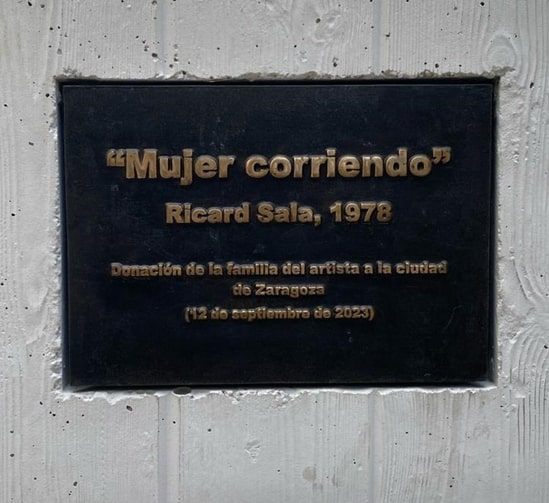 “Mujer corriendo”
Ricard Sala, 1978
Donación de la familia del artista a la ciudad
de Zaragoza
(12 de septiembre de 2023)